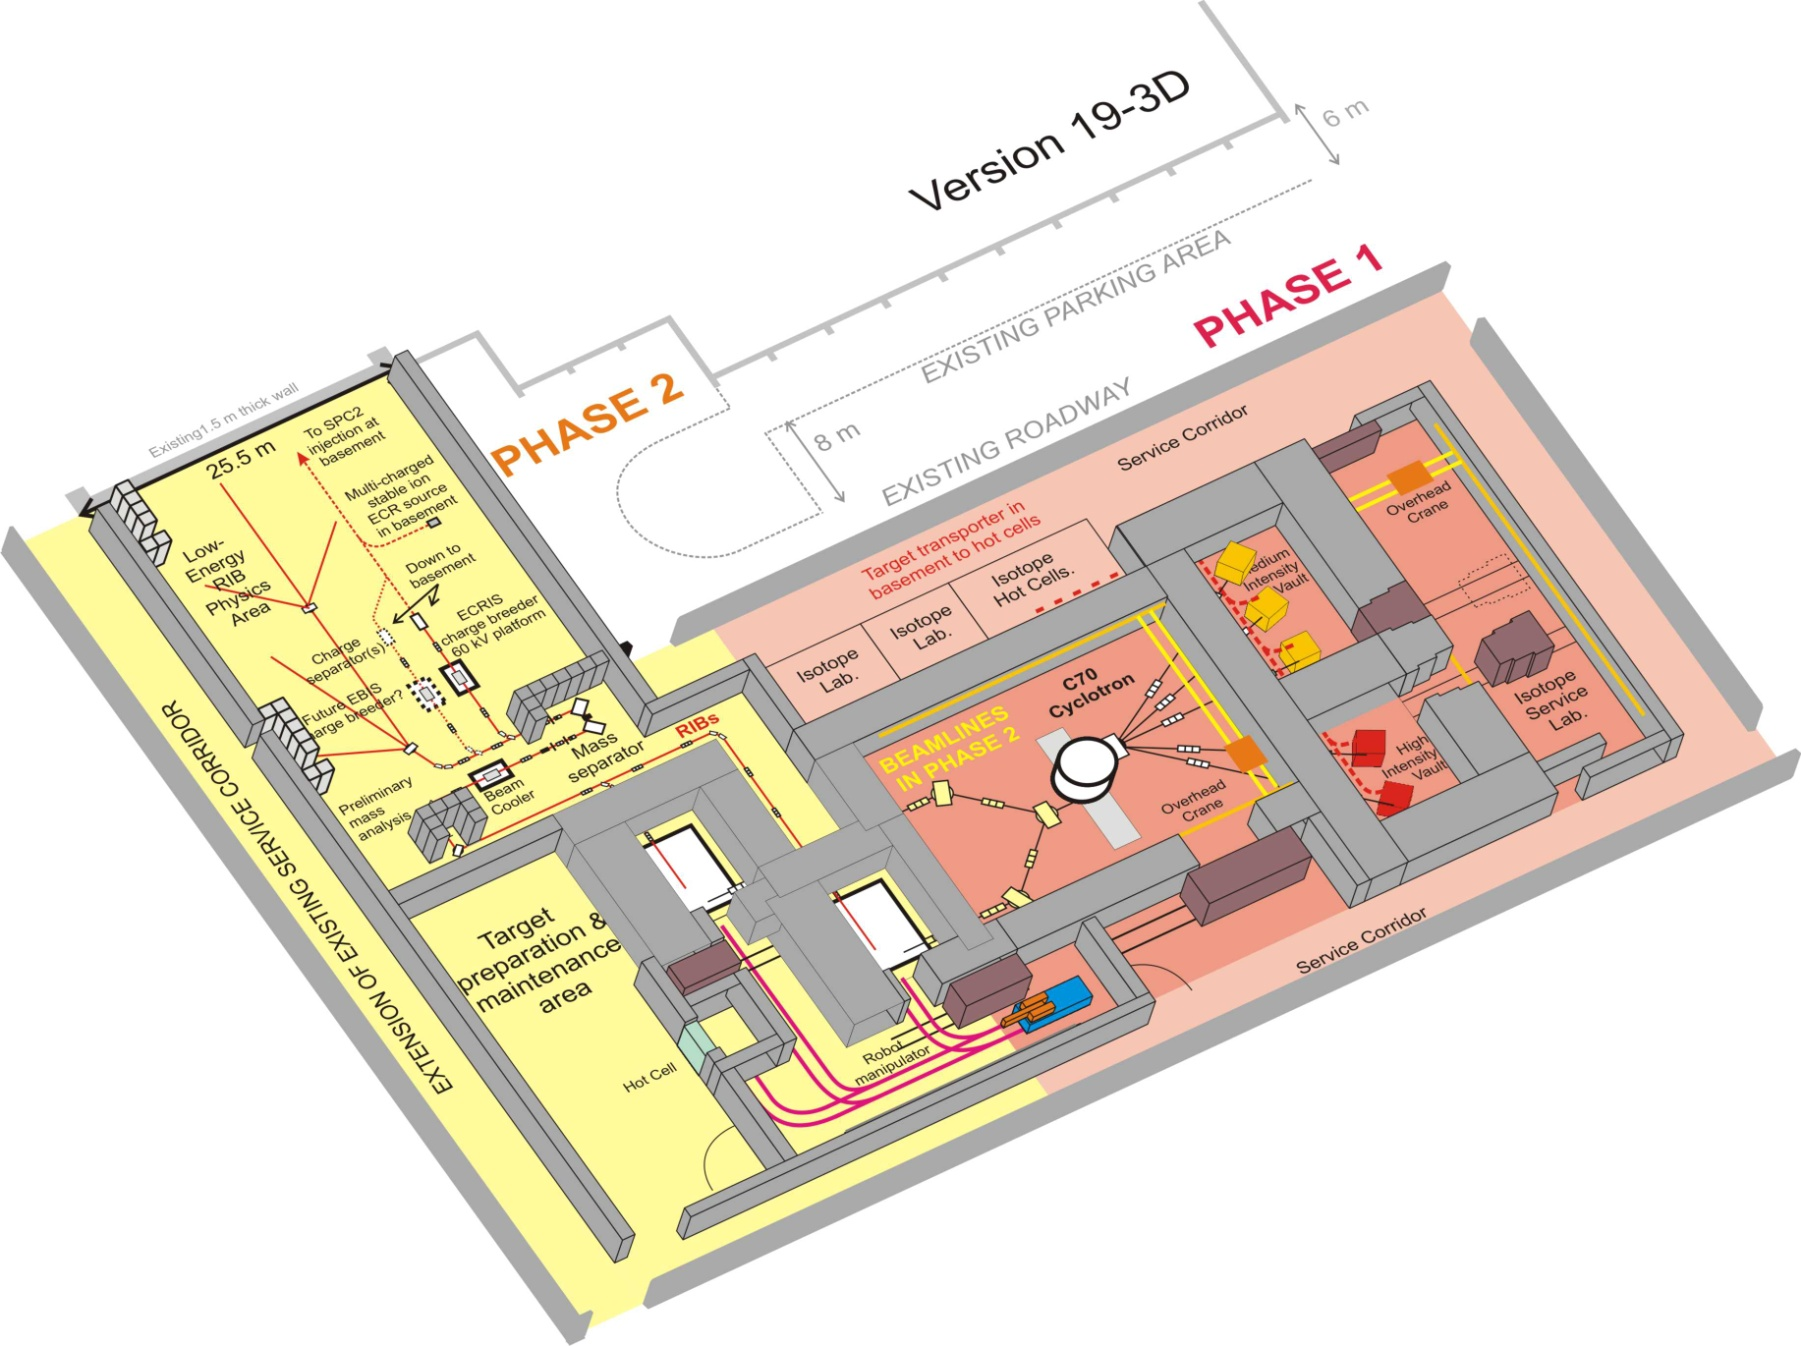 Version 19-3D
6 m
EXISTING PARKING AREA
PHASE 1
8 m
EXISTING ROADWAY
PHASE 2
Existing1.5 m thick wall
25.5 m
To SPC2
injection at
basement
Multi-charged
stable ion
ECR source
in basement
Low-
Energy
RIB
Physics
Area
Down to
basement
ECRIS
charge breeder
60 kV platform
Charge
separator(s)
Future EBIS
charge breeder?
Preliminary
mass
analysis
Beam
Cooler
Mass
separator
RIBs
EXTENSION OF EXISTING SERVICE CORRIDOR
Target
preparation &
maintenance
area
Hot Cell
Robot
manipulator
Service Corridor
Target transporter in
basement to hot cells
Isotope
Lab.
Isotope
Lab.
Isotope
Hot Cells.
C70
Cyclotron
BEAMLINES
IN PHASE 2
Overhead
Crane
Medium
Intensity
Vault
Overhead
Crane
High
Intensity
Vault
Isotope
Service
Lab.
Service Corridor